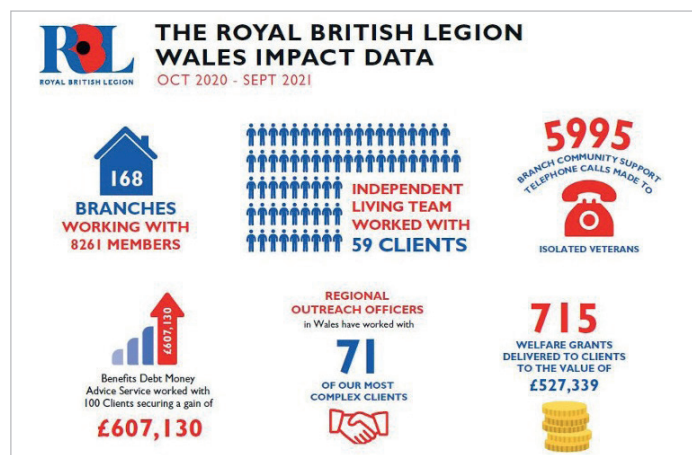 THE ROYAL BRITISH LEGION
WALES IMPACT DATA
OCT 2020 - SEPT 2021
RBL
ROYAL BRITISH LEGION
168
BRANCHES
WORKING WITH
8261 MEMBERS
INDEPENDENT
LIVING TEAM
WORKED WITH
59 CLIENTS
5995
BRANCH COMMUNITY SUPPORT
TELEPHONE CALLS MADE TO
ISOLATED VETERANS
£607,130
Benefits Debt Money
Advice Service worked with
100 Clients securing a gain of
£607,130
REGIONAL
OUTREACH OFFICERS
in Wales have worked with
71
OF OUR MOST
COMPLEX CLIENTS
715
WELFARE GRANTS
DELIVERED TO CLIENTS
TO THE VALUE OF
£527,339